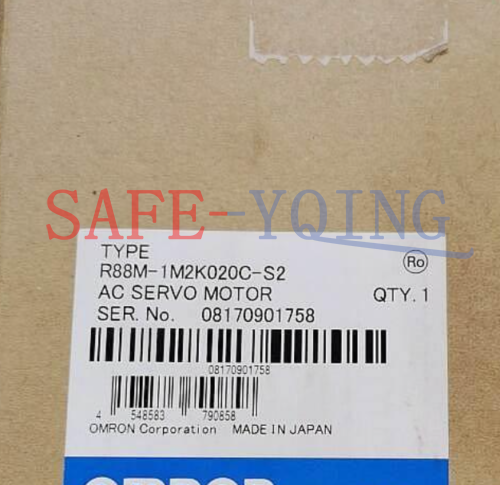 SAFE-YQING
TYPE
R88M-1M2K020C-S2
Ro
AC SERVO MOTOR QTY. 1
SER. No. 08170901758
08170901758
4 548583 790858
OMRON Corporation MADE IN JAPAN
OMRON